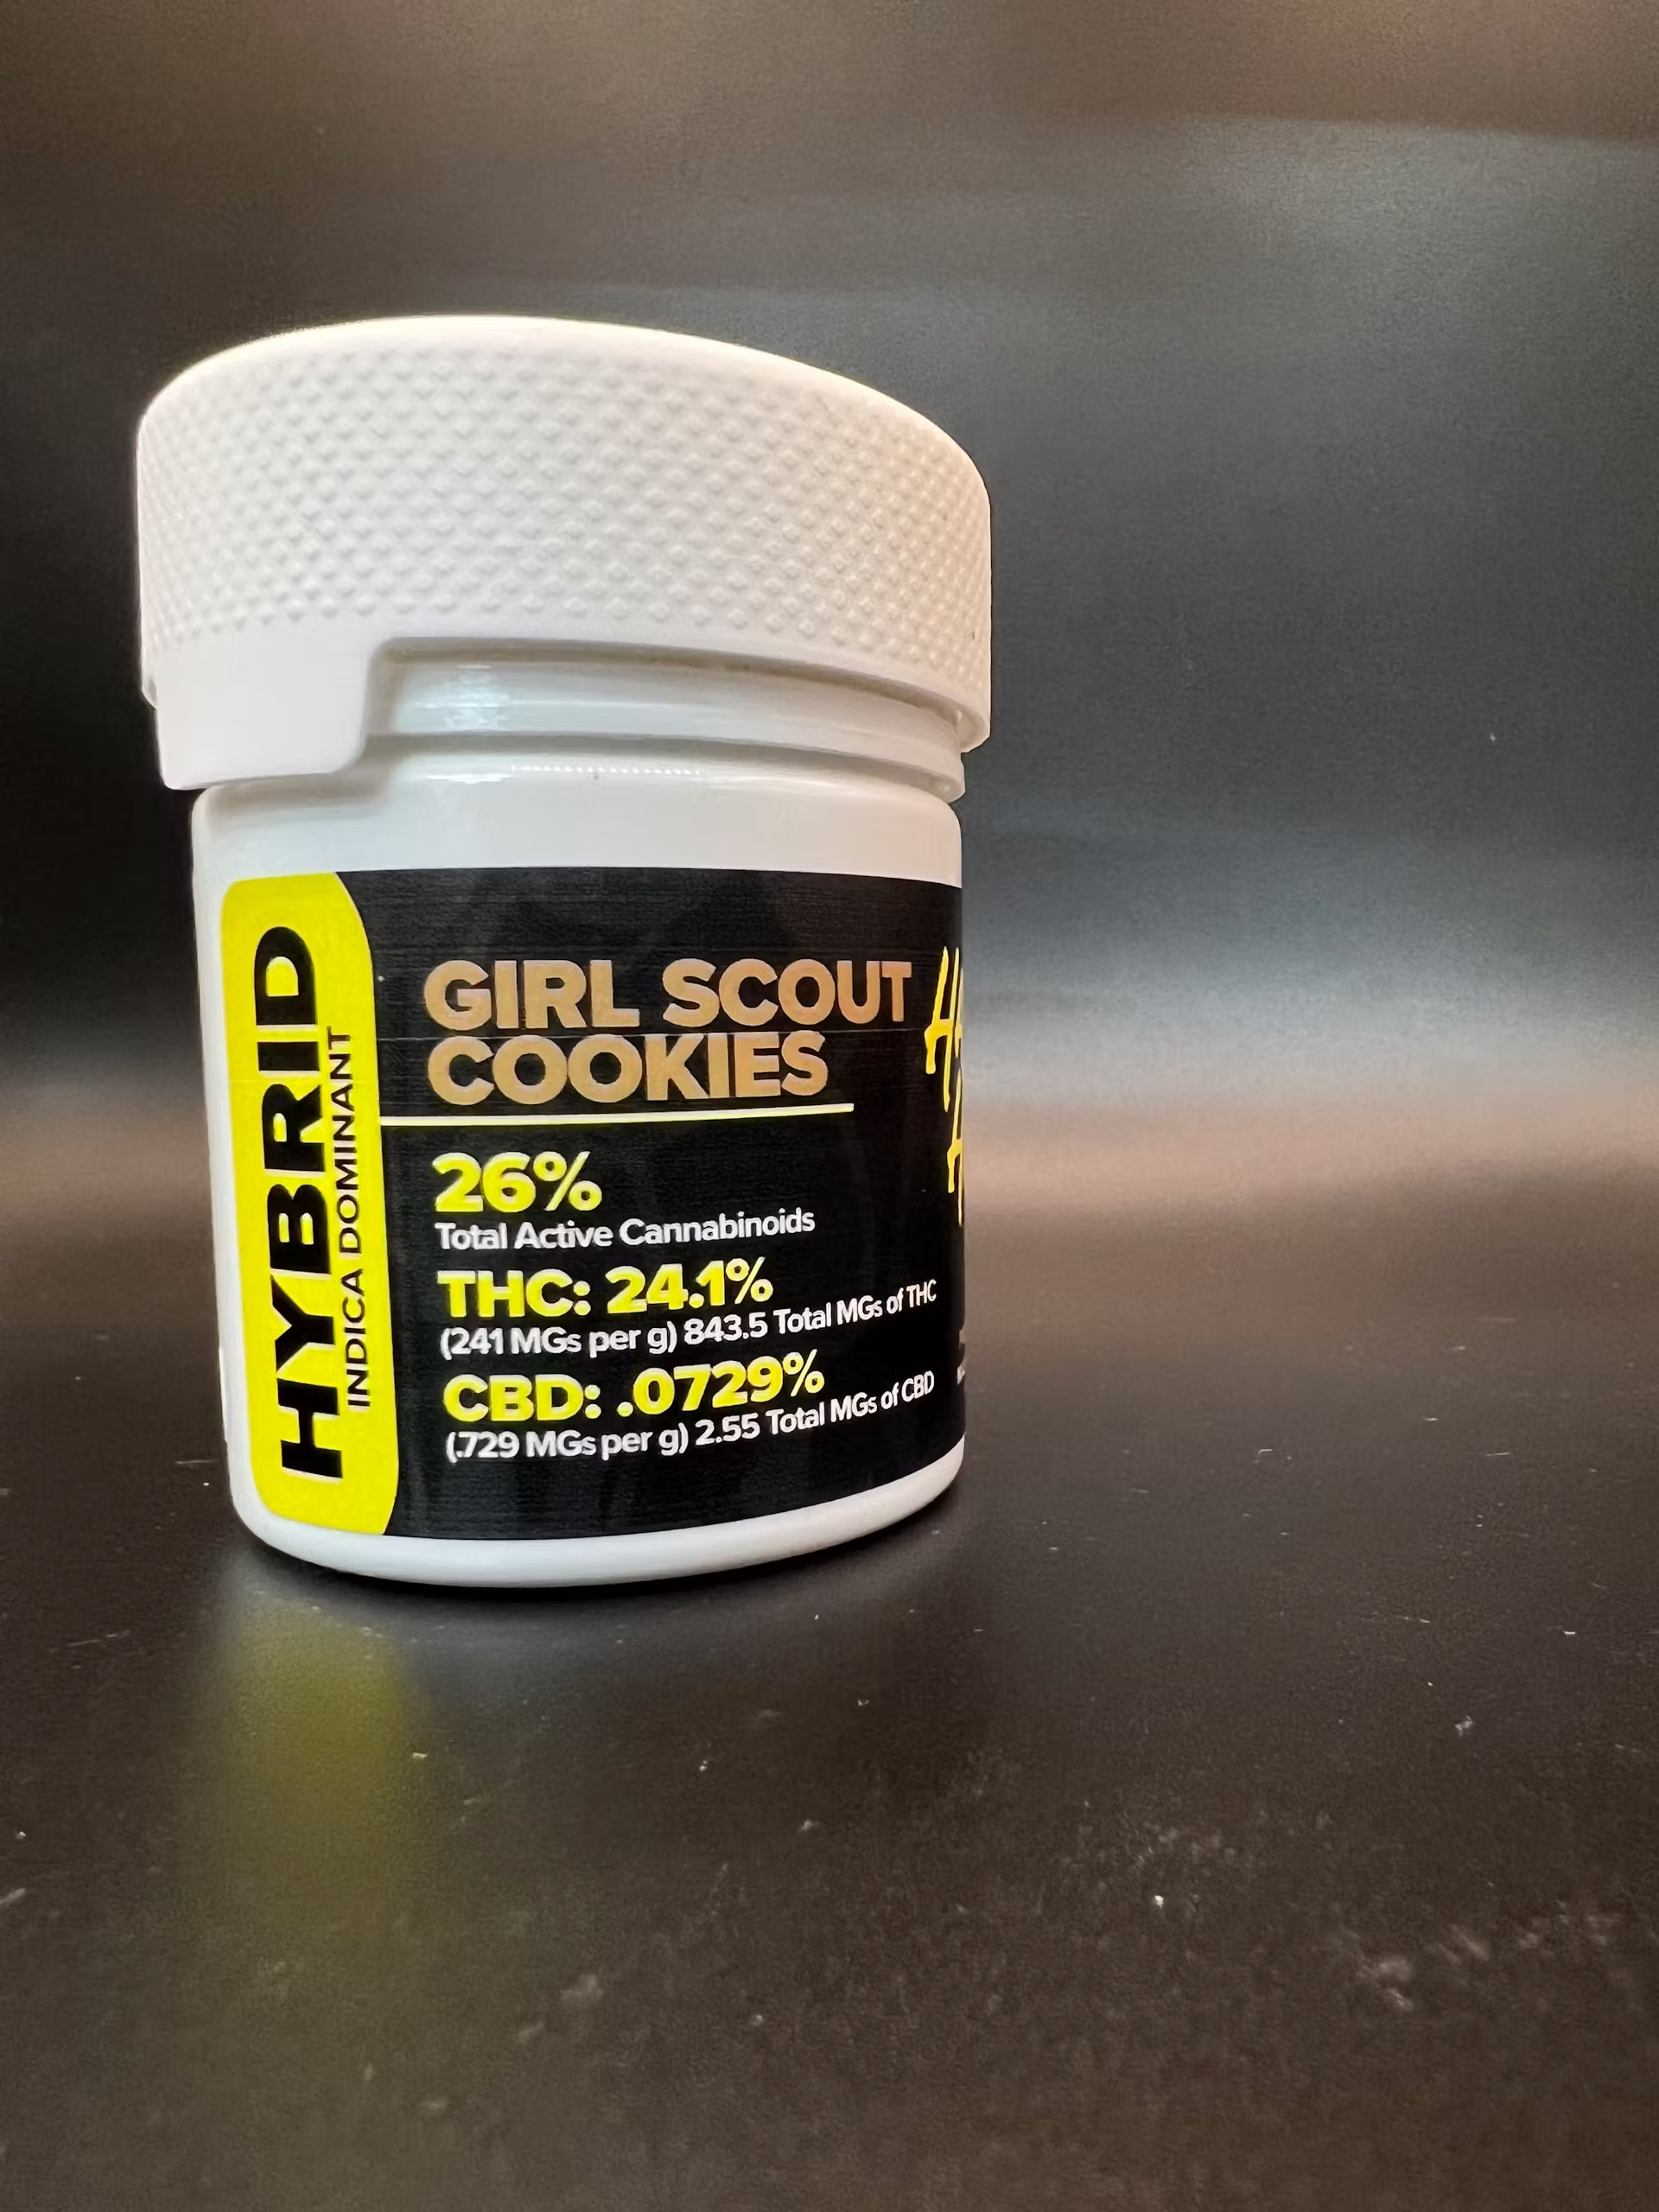 HYBRID
INDICA DOMINANT
GIRL SCOUT
COOKIES
26%
Total Active Cannabinoids
THC: 24.1%
(241 MGs per g) 843.5 Total MGs of THC
CBD: .0729%
(.729 MGs per g) 2.55 Total MGs of CBD